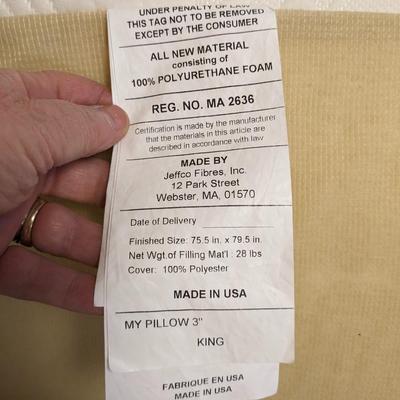 UNDER PENALTY OF LAW
THIS TAG NOT TO BE REMOVED
EXCEPT BY THE CONSUMER
ALL NEW MATERIAL
consisting of
100% POLYURETHANE FOAM
REG. NO. MA 2636
Certification is made by the manufacturer
that the materials in this article are
described in accordance with law
MADE BY
Jeffco Fibres, Inc.
12 Park Street
Webster, MA, 01570
Date of Delivery
Finished Size: 75.5 in. x 79.5 in.
Net Wgt.of Filling Mat'l : 28 lbs
Cover: 100% Polyester
MADE IN USA
MY PILLOW 3"
KING
FABRIQUE EN USA
MADE IN USA